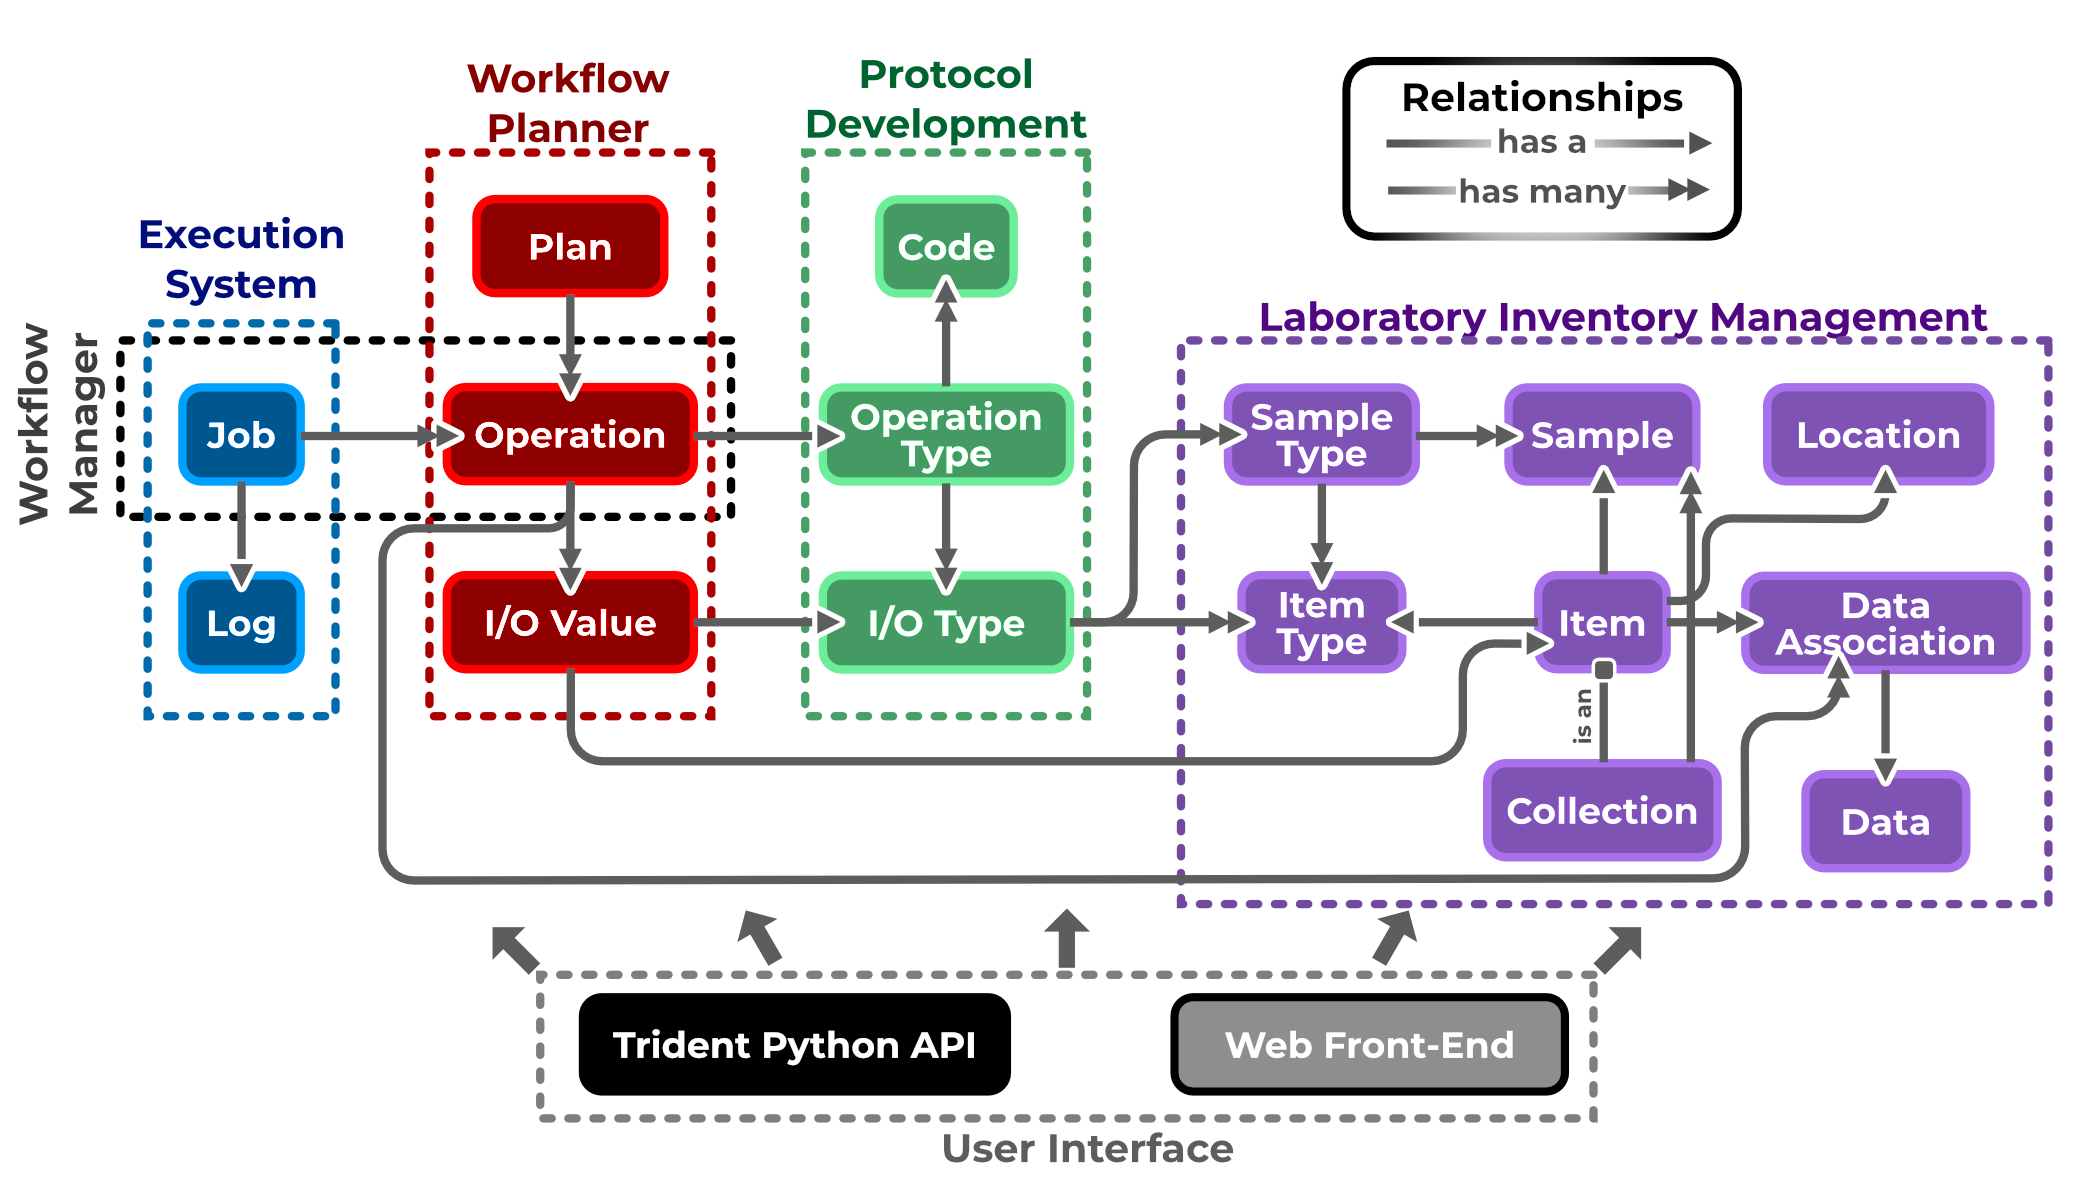 Workflow
Planner
Protocol
Development
Relationships
has a
has many
Execution
System
Workflow
Manager
Laboratory Inventory Management
Plan
Code
Job
Operation
Operation
Type
Sample
Type
Sample
Location
Log
I/O Value
I/O Type
Item
Type
Item
Data
Association
is an
Collection
Data
Trident Python API
Web Front-End
User Interface